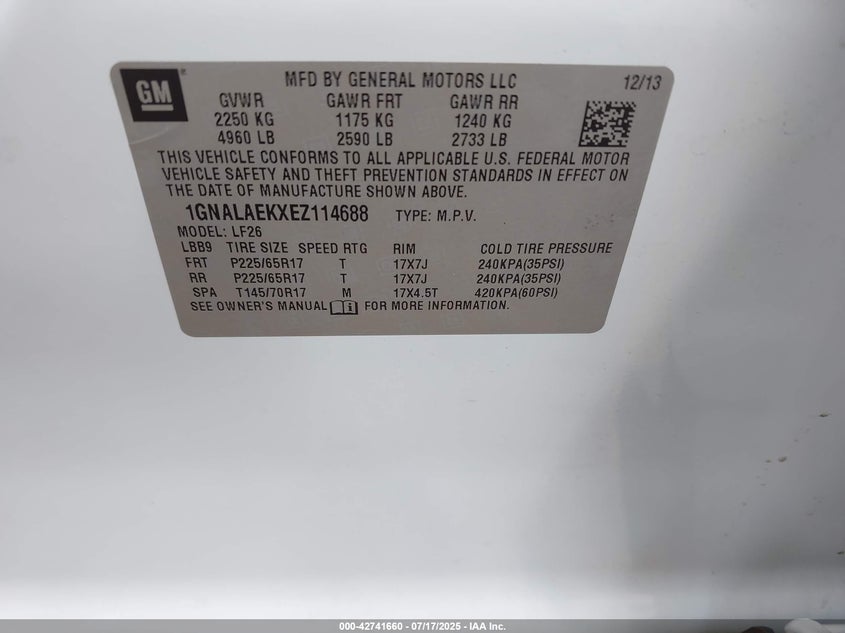 GM
MFD BY GENERAL MOTORS LLC 12/13
GVWR GAWR FRT GAWR RR
2250 KG 1175 KG 1240 KG
4960 LB 2590 LB 2733 LB
THIS VEHICLE CONFORMS TO ALL APPLICABLE U.S. FEDERAL MOTOR
VEHICLE SAFETY AND THEFT PREVENTION STANDARDS IN EFFECT ON
THE DATE OF MANUFACTURE SHOWN ABOVE.
1GNALAEKXEZ114688 TYPE: M.P.V.
MODEL: LF26
LBB9 TIRE SIZE SPEED RTG RIM COLD TIRE PRESSURE
FRT P225/65R17 T 17X7J 240KPA(35PSI)
RR P225/65R17 T 17X7J 240KPA(35PSI)
SPA T145/70R17 M 17X4.5T 420KPA(60PSI)
SEE OWNER'S MANUAL FOR MORE INFORMATION.
000-42741660 / 07/17/2025 - IAA Inc.